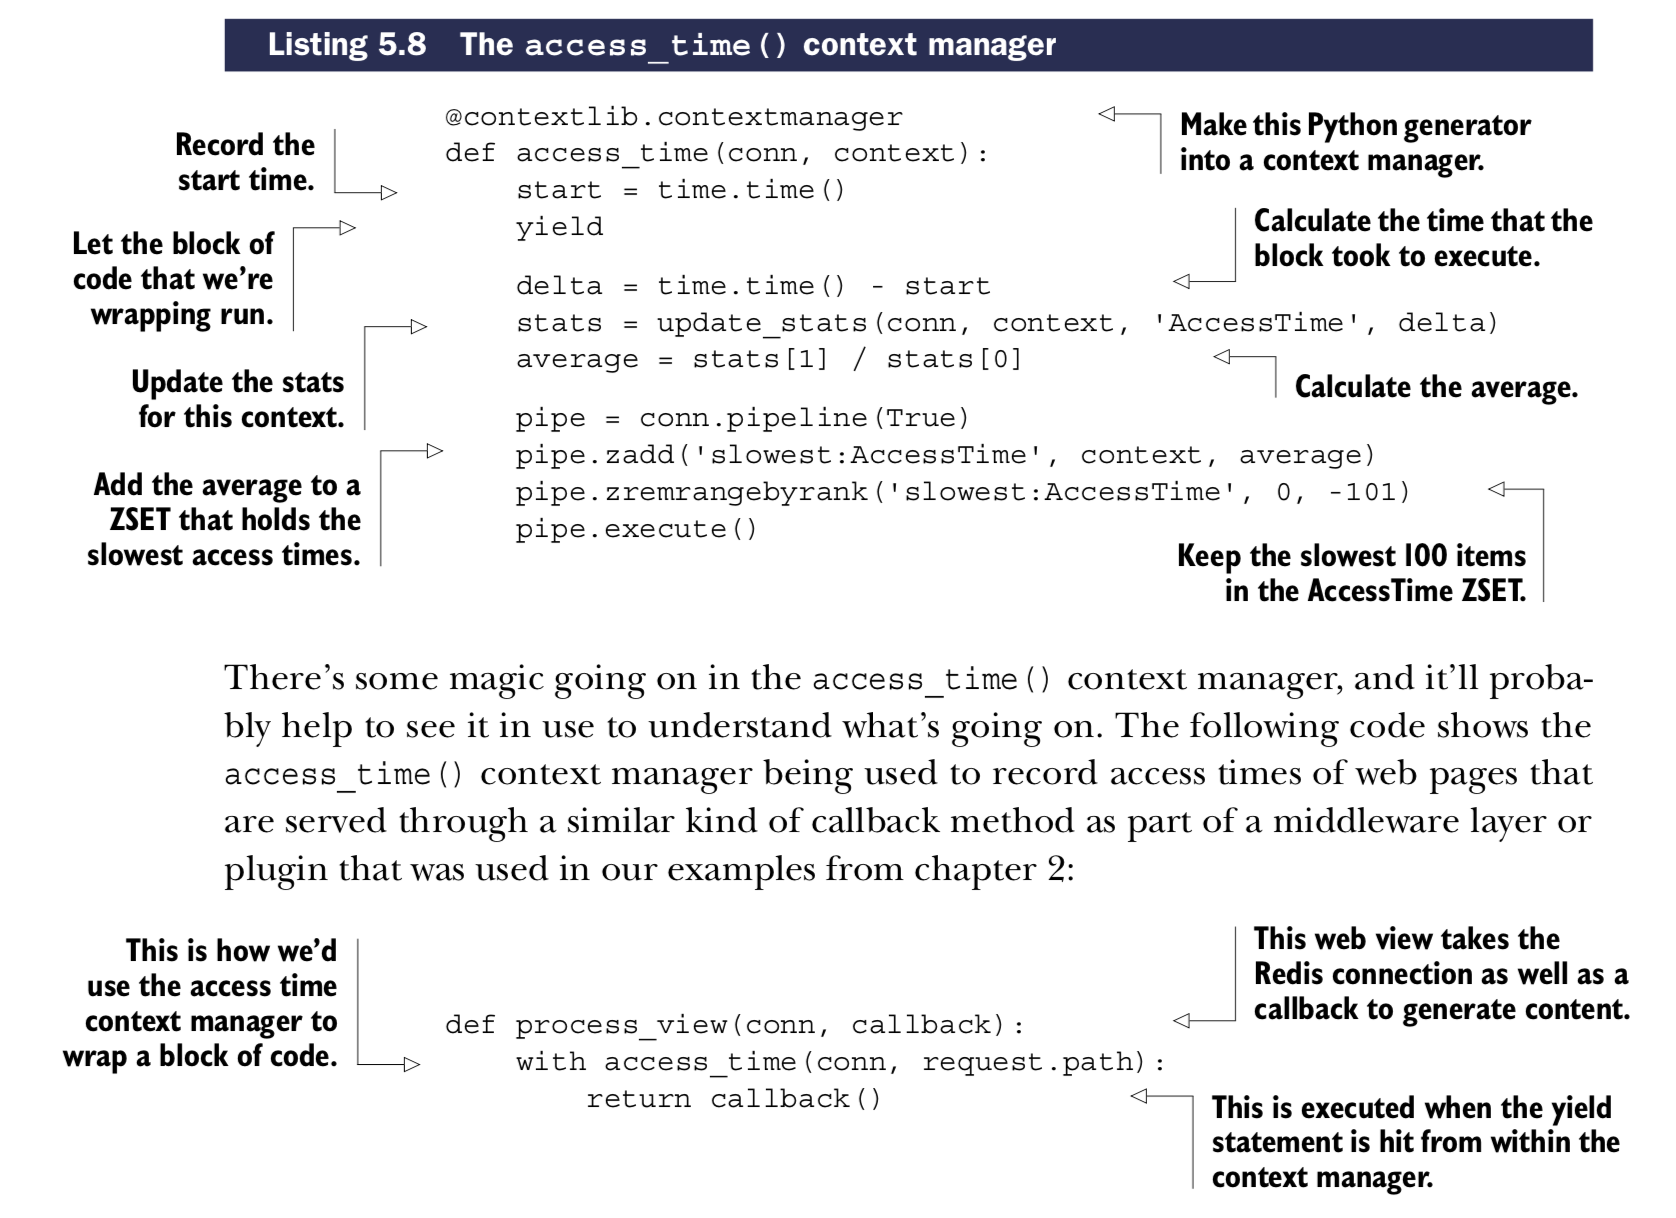 Listing 5.8 The access_time() context manager
@contextlib.contextmanager
def access_time(conn, context):
    start = time.time()
    yield
    delta = time.time() - start
    stats = update_stats(conn, context, 'AccessTime', delta)
    average = stats[1] / stats[0]
    pipe = conn.pipeline(True)
    pipe.zadd('slowest:AccessTime', context, average)
    pipe.zremrangebyrank('slowest:AccessTime', 0, -101)
    pipe.execute()
Record the
start time.
Let the block of
code that we're
wrapping run.
Update the stats
for this context.
Add the average to a
ZSET that holds the
slowest access times.
Make this Python generator
into a context manager.
Calculate the time that the
block took to execute.
Calculate the average.
Keep the slowest 100 items
in the AccessTime ZSET.
There's some magic going on in the access_time() context manager, and it'll proba-
bly help to see it in use to understand what's going on. The following code shows the
access_time() context manager being used to record access times of web pages that
are served through a similar kind of callback method as part of a middleware layer or
plugin that was used in our examples from chapter 2:
This is how we'd
use the access time
context manager to
wrap a block of code.
def process_view(conn, callback):
    with access_time(conn, request.path):
        return callback()
This web view takes the
Redis connection as well as a
callback to generate content.
This is executed when the yield
statement is hit from within the
context manager.